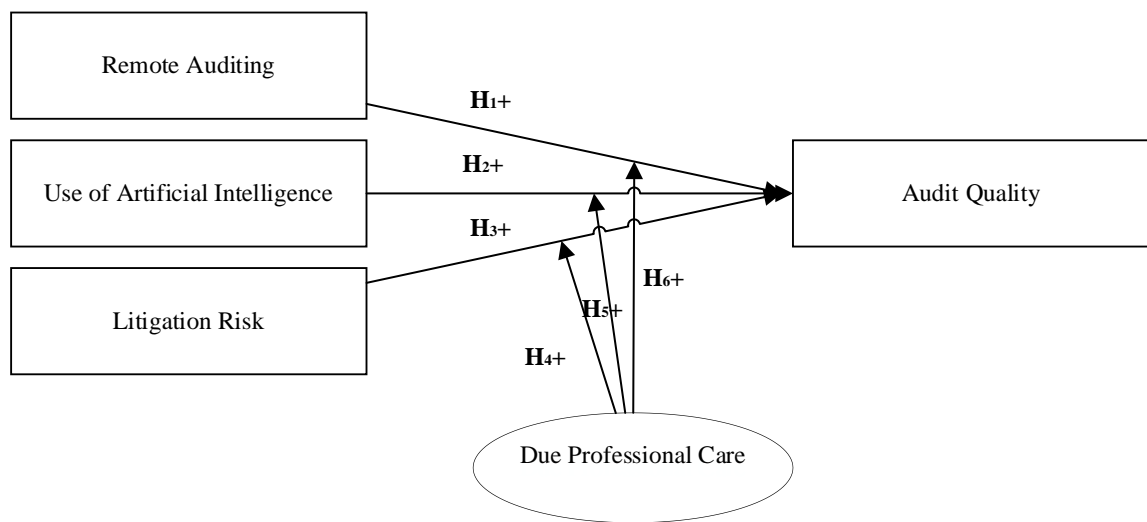 Remote Auditing
H1+
Use of Artificial Intelligence
H2+
Audit Quality
H3+
Litigation Risk
H6+
H5+
H4+
Due Professional Care